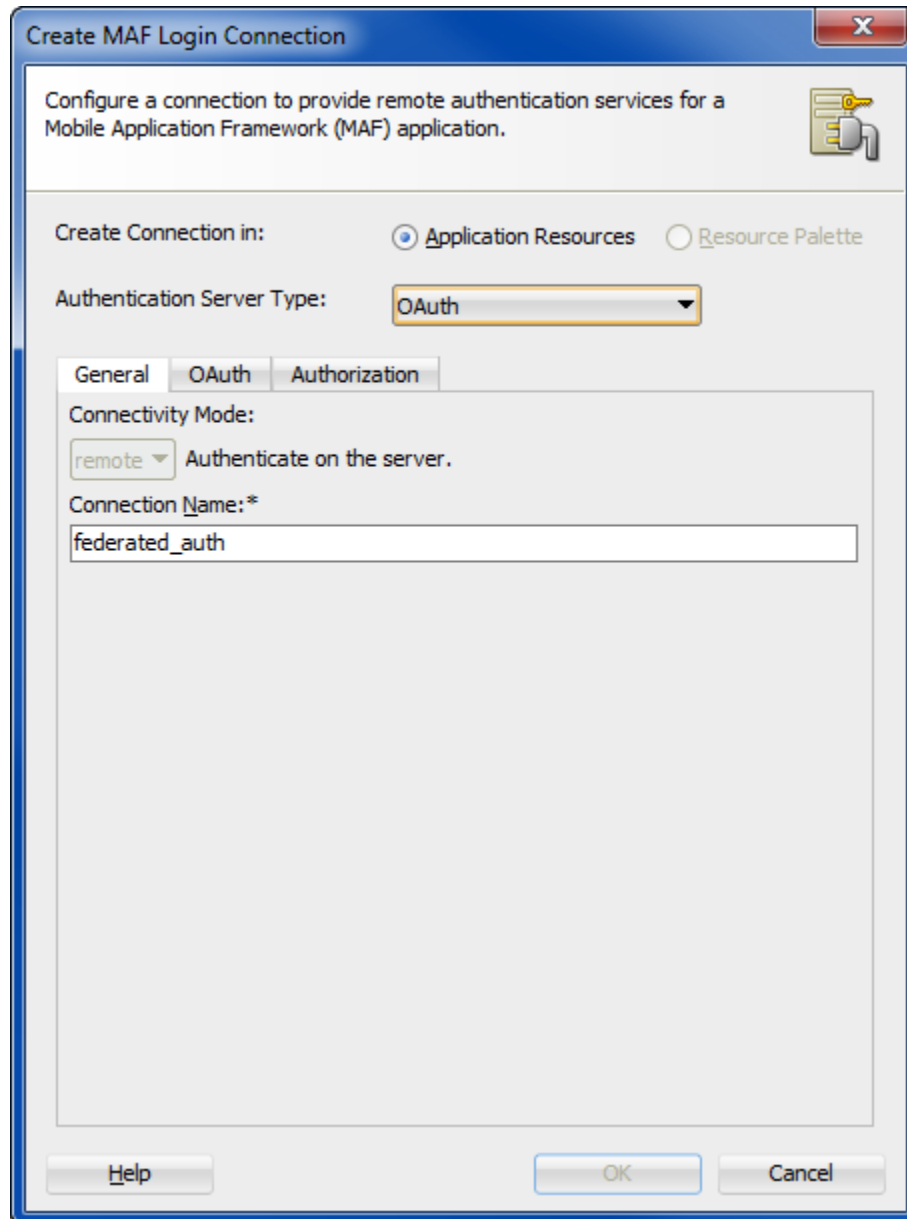 Create MAF Login Connection
Configure a connection to provide remote authentication services for a
Mobile Application Framework (MAF) application.
Create Connection in: Application Resources Resource Palette
Authentication Server Type: OAuth
General OAuth Authorization
Connectivity Mode:
remote Authenticate on the server.
Connection Name:*
federated_auth
Help OK Cancel